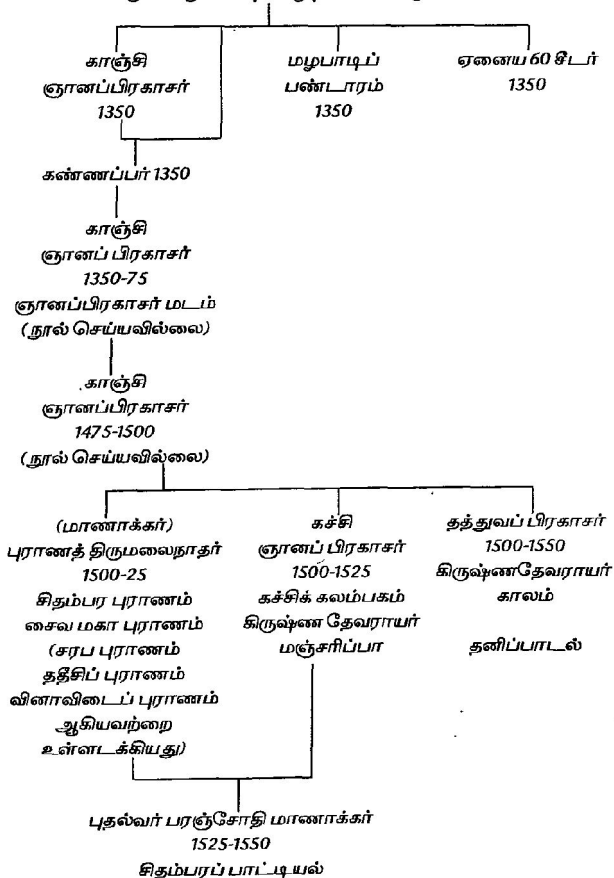 காஞ்சி
ஞானப்பிரகாசர்
1350
மழபாடிப்
பண்டாரம்
1350
ஏனைய 60 சீடர்
1350
கண்ணப்பர் 1350
காஞ்சி
ஞானப் பிரகாசர்
1350-75
ஞானப்பிரகாசர் மடம்
(நூல் செய்யவில்லை)
காஞ்சி
ஞானப்பிரகாசர்
1475-1500
(நூல் செய்யவில்லை)
(மாணாக்கர்)
புராணத் திருமலைநாதர்
1500-25
சிதம்பர புராணம்
சைவ மகா புராணம்
(சரப புராணம்
ததீசிப் புராணம்
வினாவிடைப் புராணம்
ஆகியவற்றை
உள்ளடக்கியது)
கச்சி
ஞானப் பிரகாசர்
1500-1525
கச்சிக் கலம்பகம்
கிருஷ்ண தேவராயர்
மஞ்சரிப்பா
தத்துவப் பிரகாசர்
1500-1550
கிருஷ்ணதேவராயர்
காலம்
தனிப்பாடல்
புதல்வர் பரஞ்சோதி மாணாக்கர்
1525-1550
சிதம்பரப் பாட்டியல்